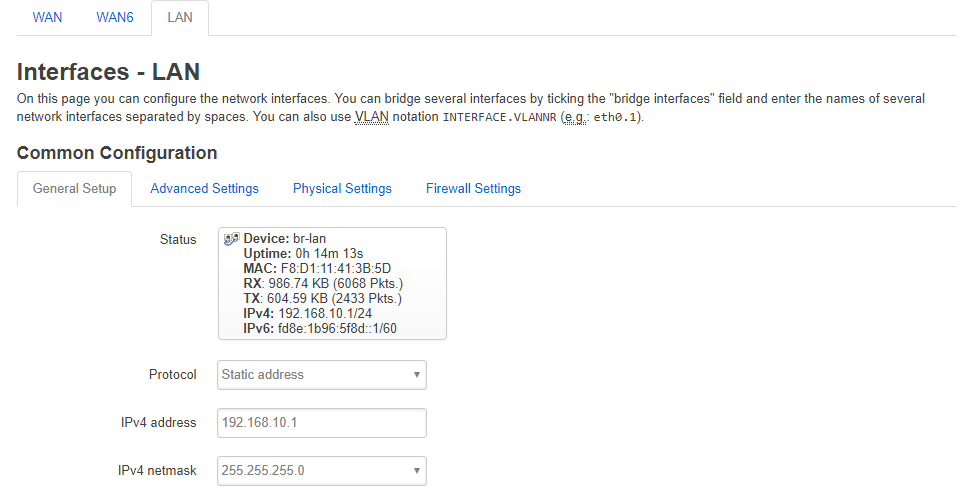 WAN WAN6 LAN
Interfaces - LAN
On this page you can configure the network interfaces. You can bridge several interfaces by ticking the "bridge interfaces" field and enter the names of several
network interfaces separated by spaces. You can also use VLAN notation INTERFACE.VLANNR (e.g.: eth0.1).
Common Configuration
General Setup Advanced Settings Physical Settings Firewall Settings
Status
Device: br-lan
Uptime: 0h 14m 13s
MAC: F8:D1:11:41:3B:5D
RX: 986.74 KB (6068 Pkts.)
TX: 604.59 KB (2433 Pkts.)
IPv4: 192.168.10.1/24
IPv6: fd8e:1b96:5f8d::1/60
Protocol Static address
IPv4 address 192.168.10.1
IPv4 netmask 255.255.255.0